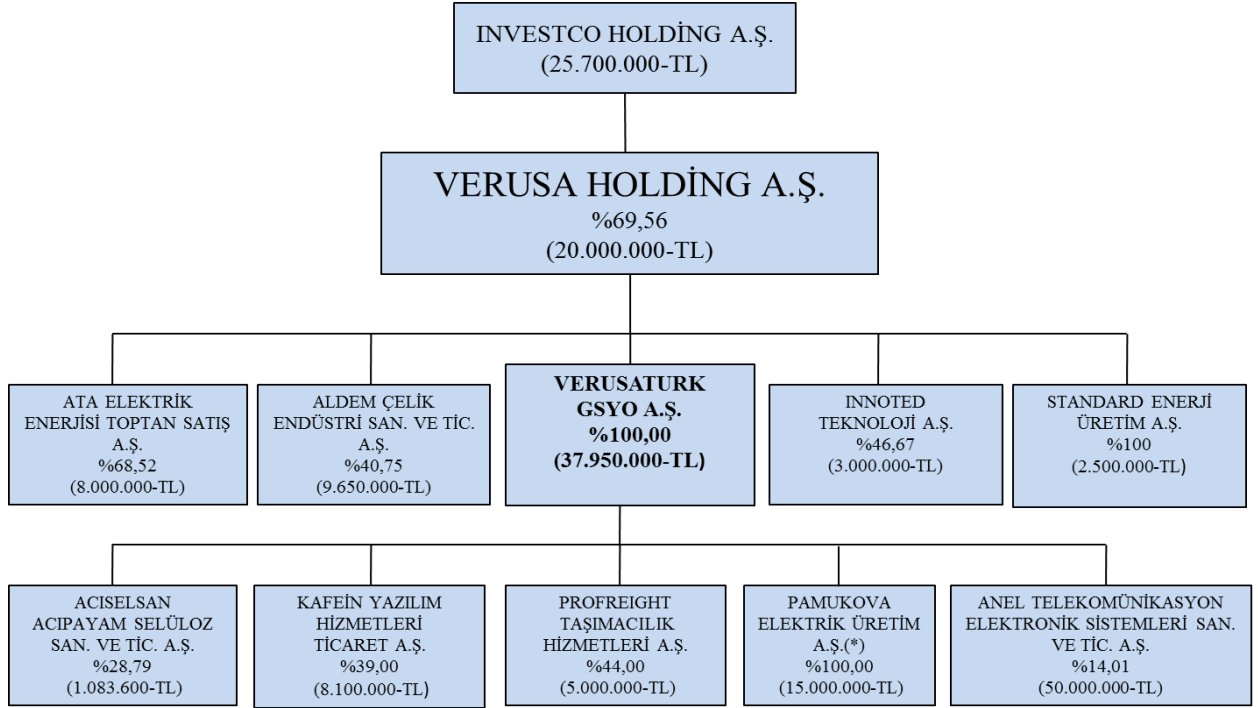 INVESTCO HOLDİNG A.Ş.
(25.700.000-TL)
VERUSA HOLDİNG A.Ş.
%69,56
(20.000.000-TL)
ATA ELEKTRİK
ENERJİSİ TOPTAN SATIŞ
A.Ş.
%68,52
(8.000.000-TL)
ALDEM ÇELİK
ENDÜSTRİ SAN. VE TİC.
A.Ş.
%40,75
(9.650.000-TL)
VERUSATURK
GSYO A.Ş.
%100,00
(37.950.000-TL)
INNOTED
TEKNOLOJİ A.Ş.
%46,67
(3.000.000-TL)
STANDARD ENERJİ
ÜRETİM A.Ş.
%100
(2.500.000-TL)
ACISELSAN
ACIPAYAM SELÜLOZ
SAN. VE TİC. A.Ş.
%28,79
(1.083.600-TL)
KAFEİN YAZILIM
HİZMETLERİ
TİCARET A.Ş.
%39,00
(8.100.000-TL)
PROFREIGHT
TAŞIMACILIK
HİZMETLERİ A.Ş.
%44,00
(5.000.000-TL)
PAMUKOVA
ELEKTRİK ÜRETİM
A.Ş.(*)
%100,00
(15.000.000-TL)
ANEL TELEKOMÜNİKASYON
ELEKTRONİK SİSTEMLERİ SAN.
VE TİC. A.Ş.
%14,01
(50.000.000-TL)